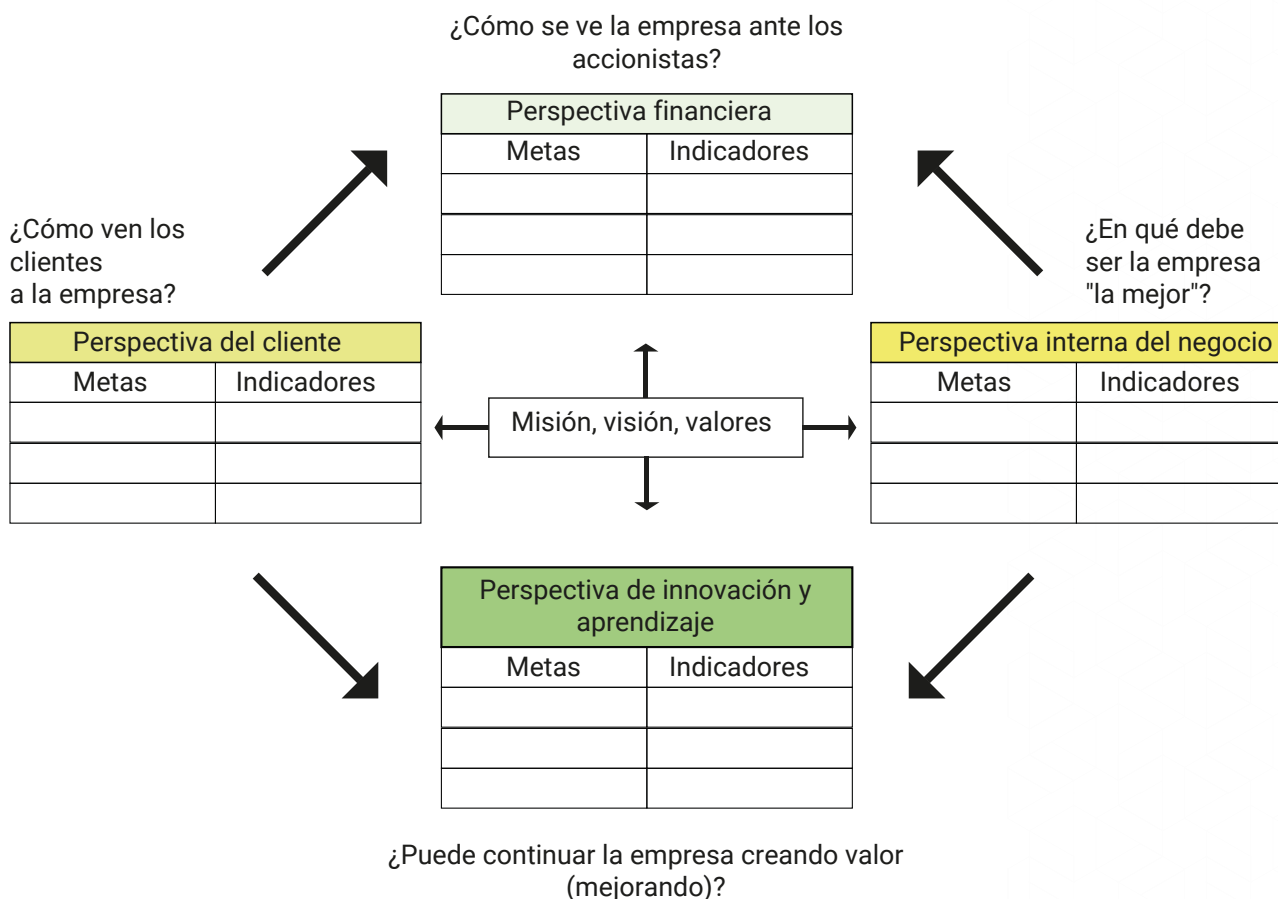 ¿Cómo se ve la empresa ante los
accionistas?
Perspectiva financiera
Metas
Indicadores
¿Cómo ven los
clientes
a la empresa?
Perspectiva del cliente
Metas
Indicadores
Misión, visión, valores
¿En qué debe
ser la empresa
"la mejor"?
Perspectiva interna del negocio
Metas
Indicadores
Perspectiva de innovación y
aprendizaje
Metas
Indicadores
¿Puede continuar la empresa creando valor
(mejorando)?